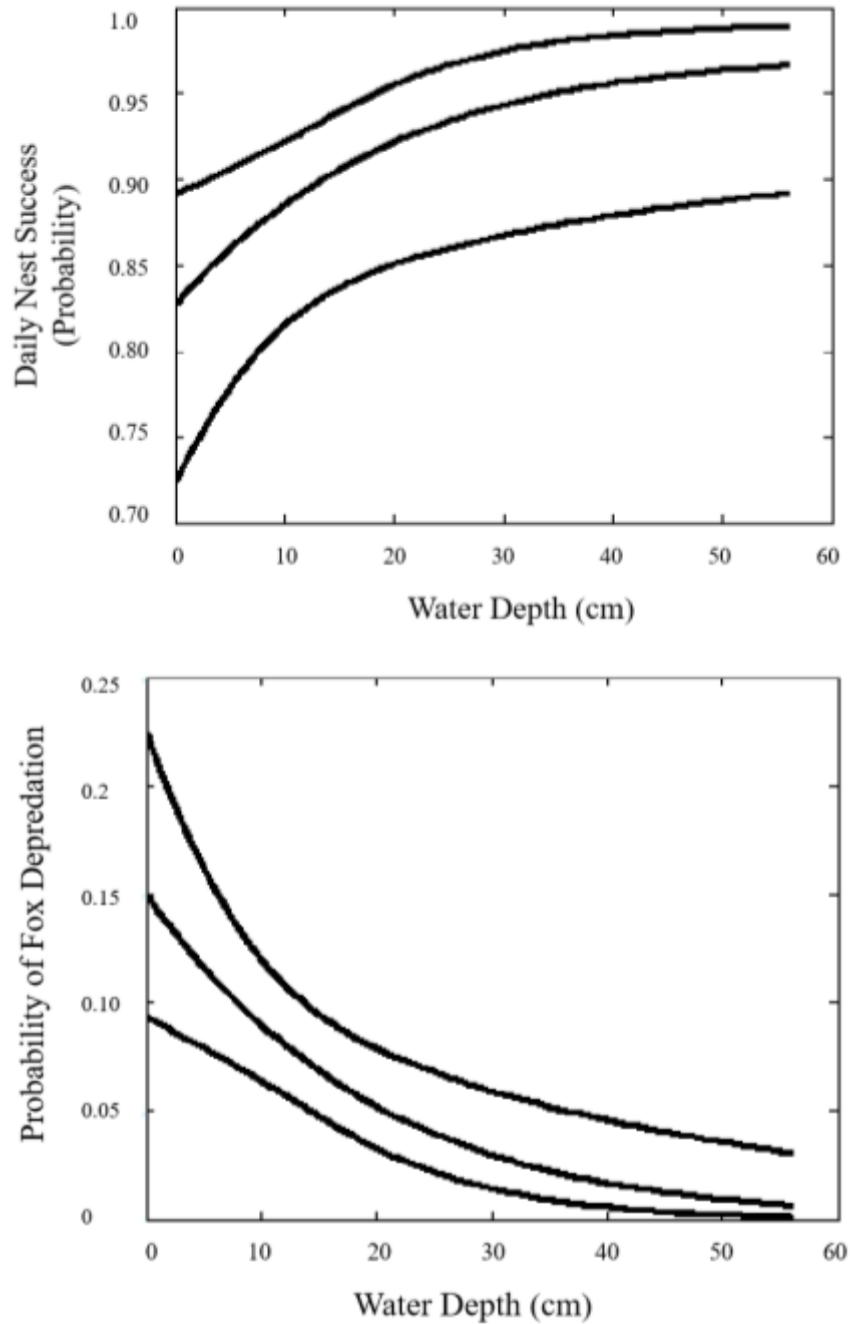 1.0
0.95
0.90
0.85
0.80
0.75
0.70
Daily Nest Success
(Probability)
0 10 20 30 40 50 60
Water Depth (cm)
0.25
0.2
0.15
0.10
0.05
0
Probability of Fox Depredation
0 10 20 30 40 50 60
Water Depth (cm)